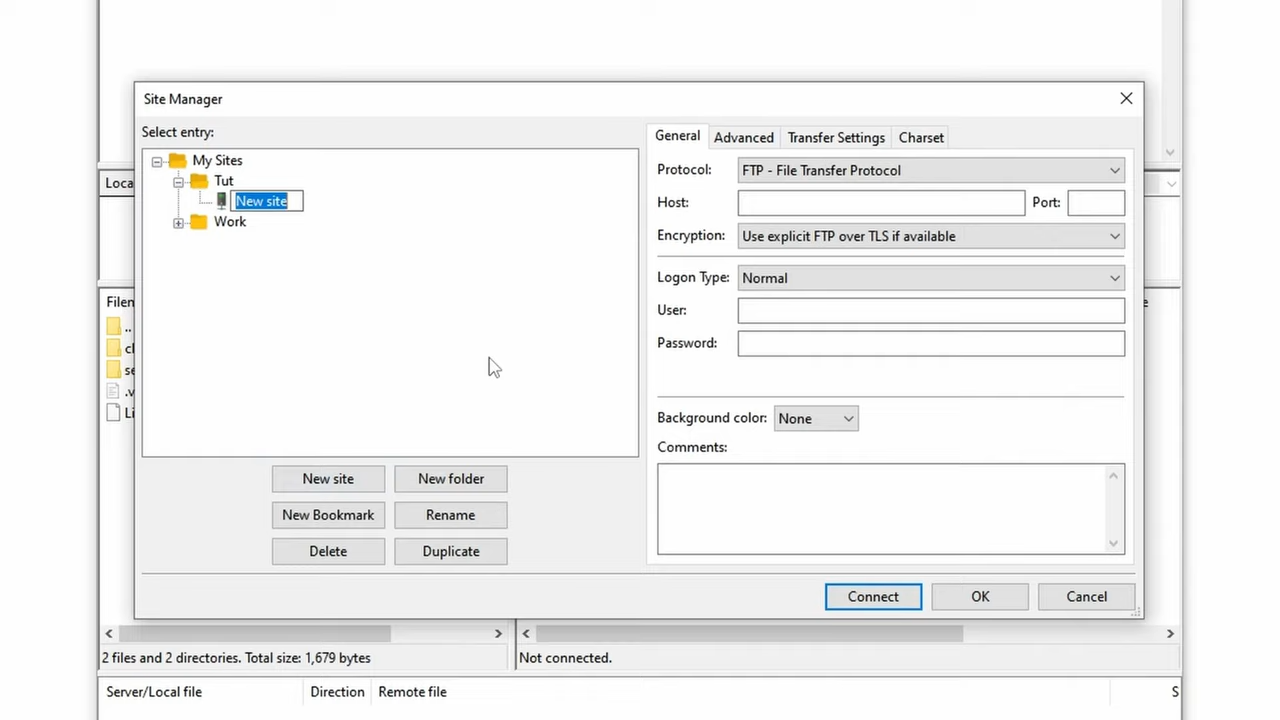 Site Manager
Select entry:
My Sites
Tut
New site
Work
New site
New folder
New Bookmark
Rename
Delete
Duplicate
General
Advanced
Transfer Settings
Charset
Protocol:
FTP - File Transfer Protocol
Host:
Port:
Encryption:
Use explicit FTP over TLS if available
Logon Type:
Normal
User:
Password:
Background color:
None
Comments:
Connect
OK
Cancel
Loca
Filen
..
.v
Li
2 files and 2 directories. Total size: 1,679 bytes
Not connected.
Server/Local file
Direction
Remote file
S